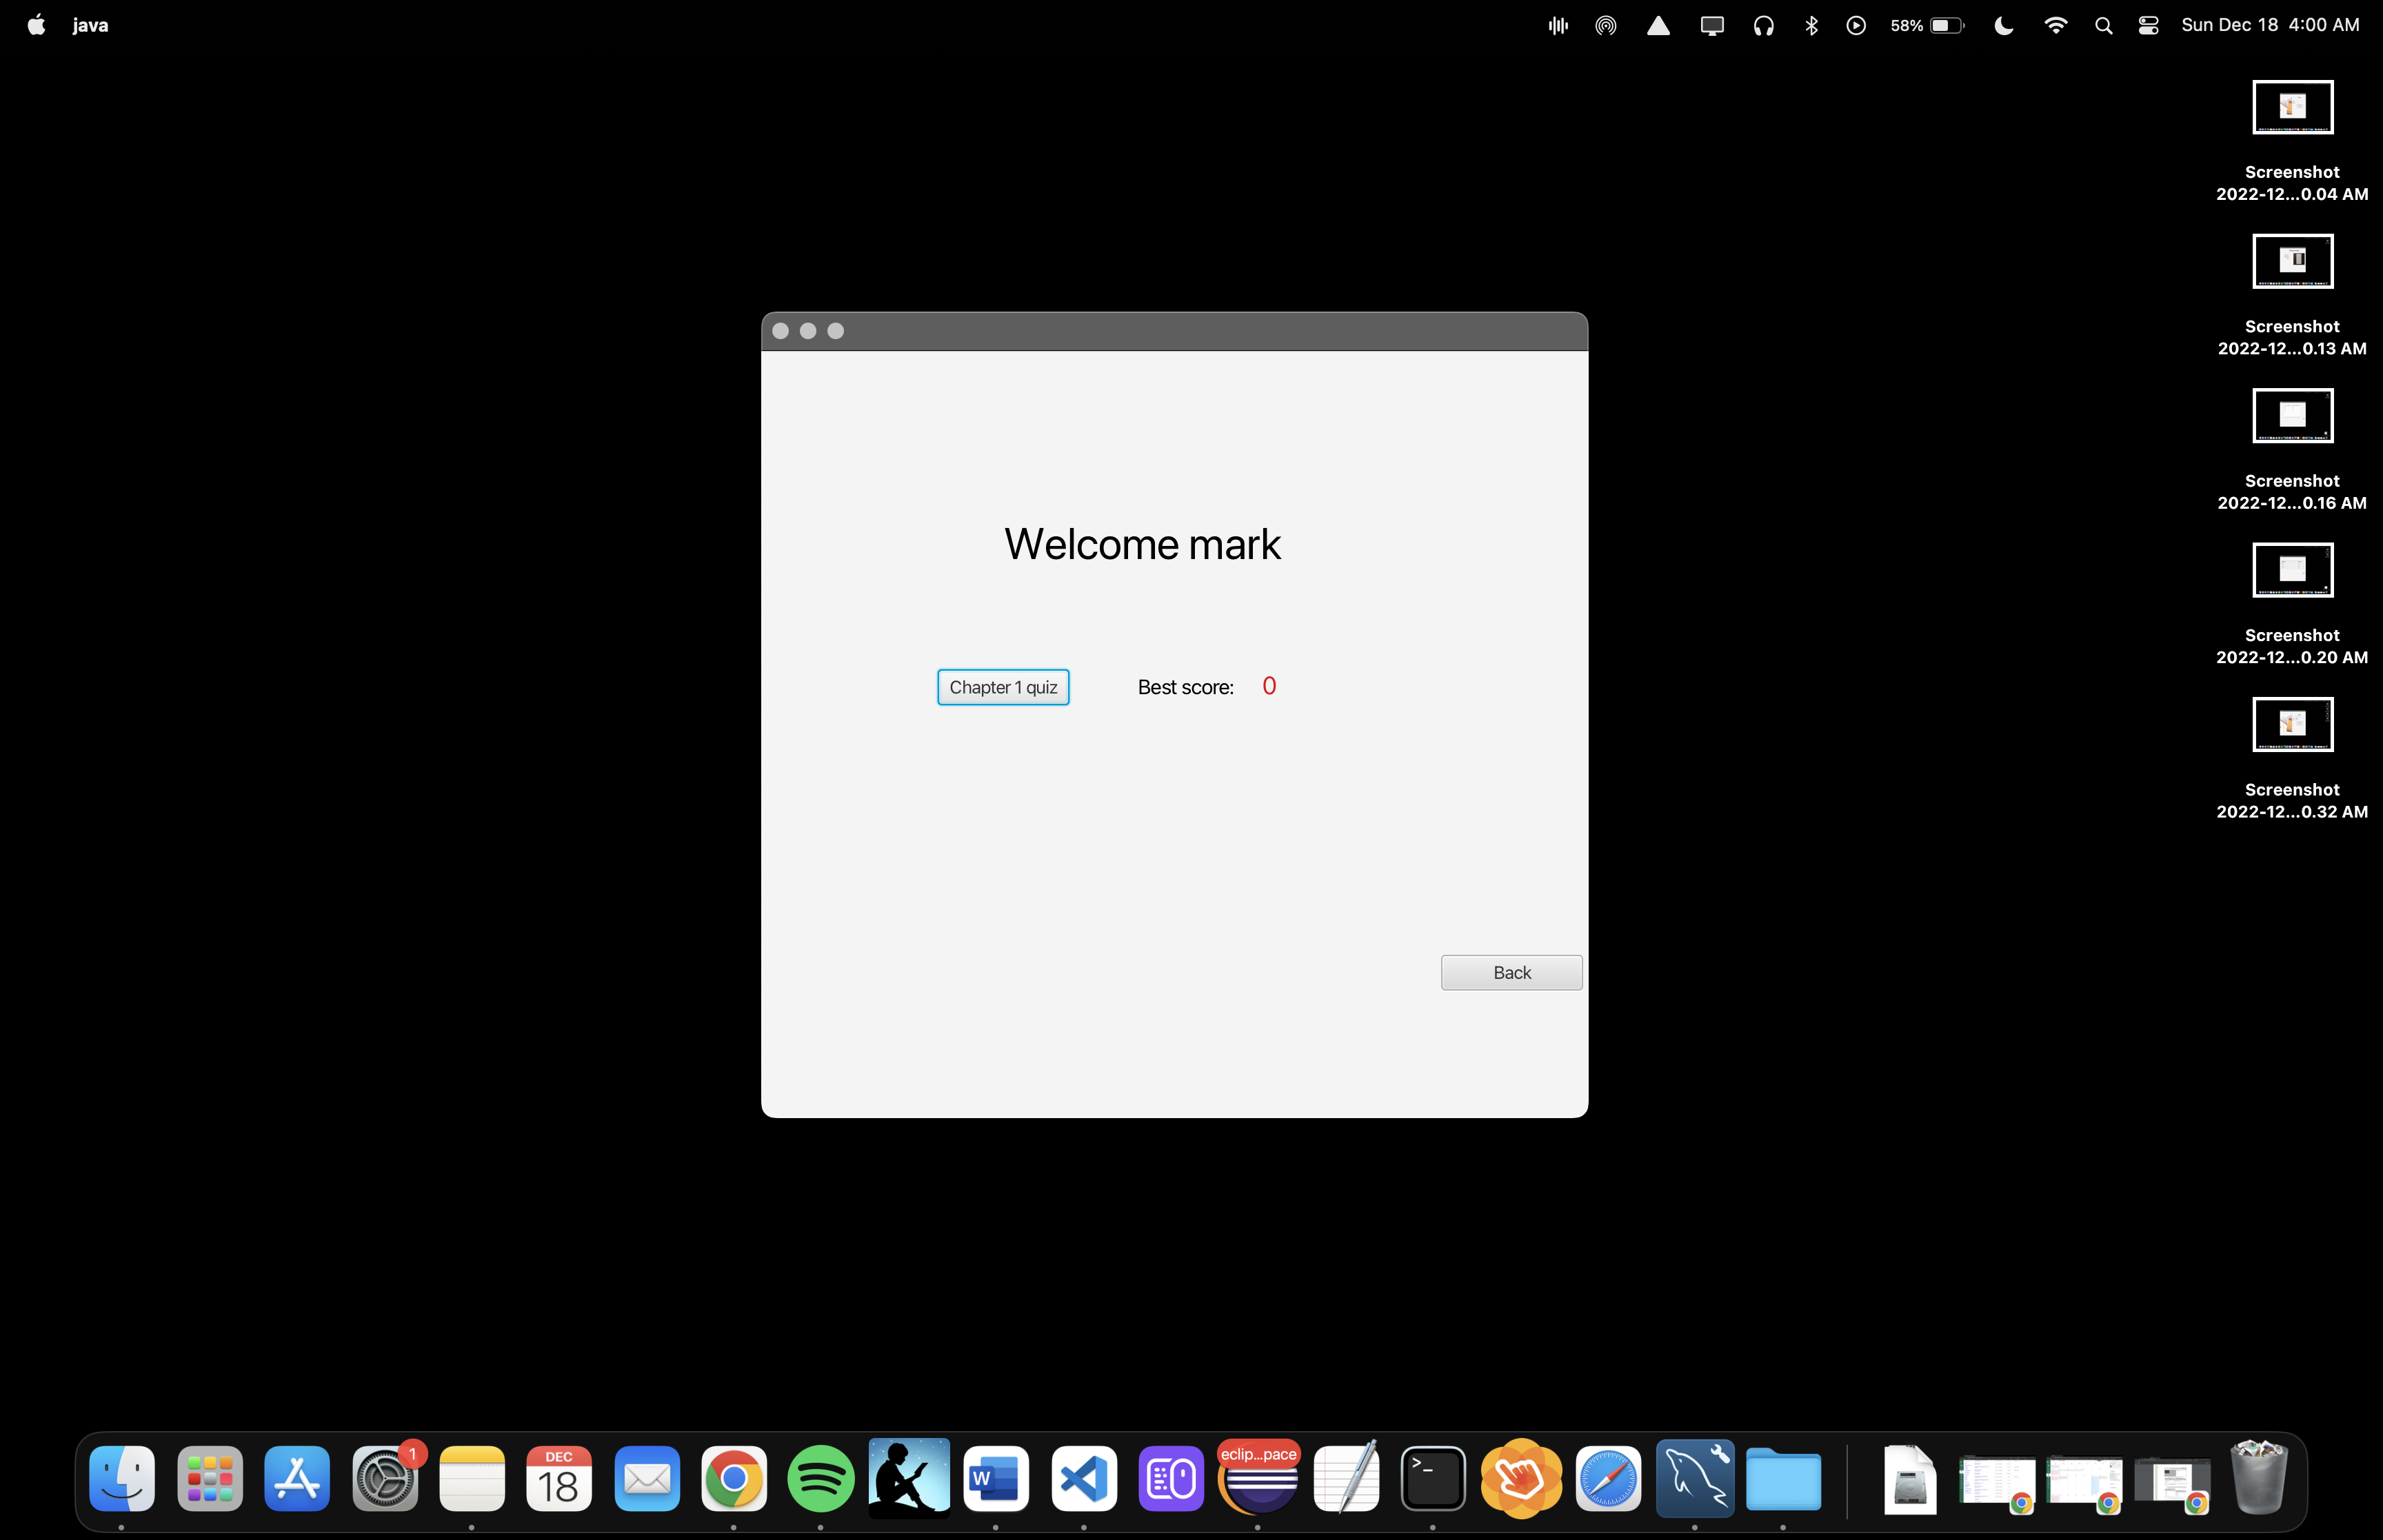 java
58%
Sun Dec 18 4:00 AM
Screenshot
2022-12...0.04 AM
Screenshot
2022-12...0.13 AM
Screenshot
2022-12...0.16 AM
Screenshot
2022-12...0.20 AM
Screenshot
2022-12...0.32 AM
Welcome mark
Chapter 1 quiz
Best score: 0
Back
1
DEC
18
W
eclip...pace
>_